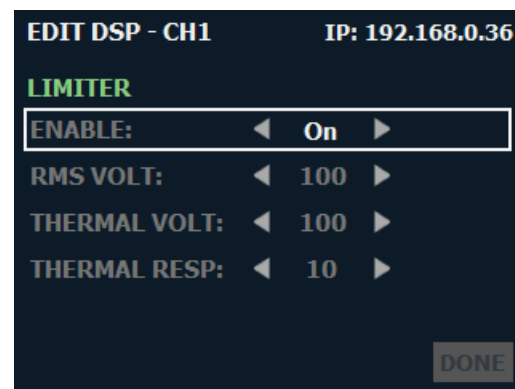 EDIT DSP - CH1 IP: 192.168.0.36
LIMITER
ENABLE: On
RMS VOLT: 100
THERMAL VOLT: 100
THERMAL RESP: 10
DONE